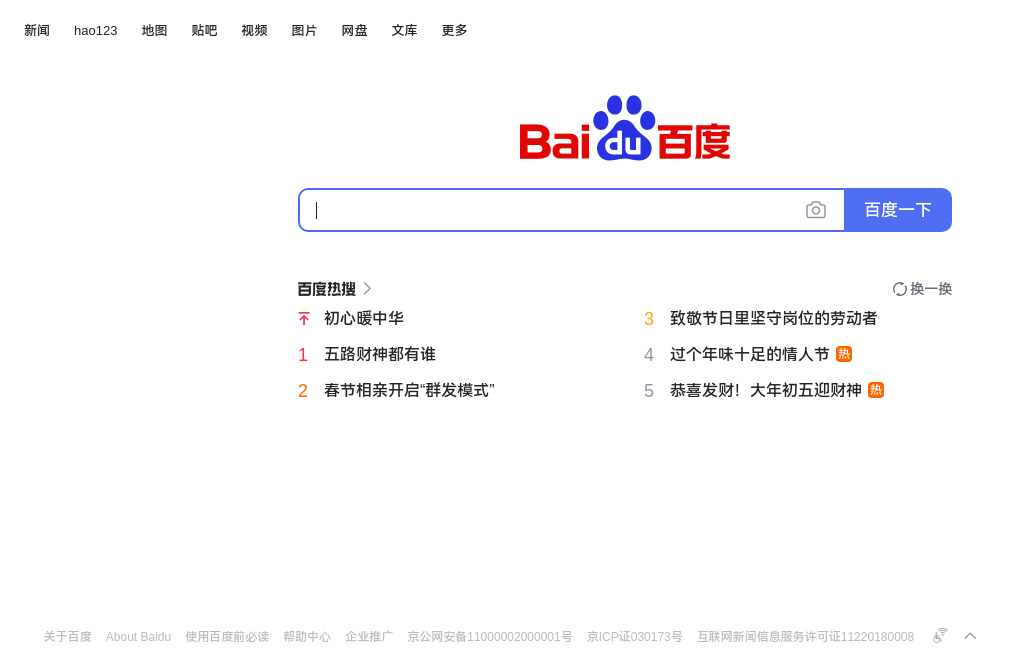 新闻 hao123 地图 贴吧 视频 图片 网盘 文库 更多
Bai du 百度
百度一下
百度热搜 换一换
初心暖中华
1 五路财神都有谁
2 春节相亲开启“群发模式”
3 致敬节日里坚守岗位的劳动者
4 过个年味十足的情人节 热
5 恭喜发财！大年初五迎财神 热
关于百度 About Baidu 使用百度前必读 帮助中心 企业推广 京公网安备11000002000001号 京ICP证030173号 互联网新闻信息服务许可证11220180008